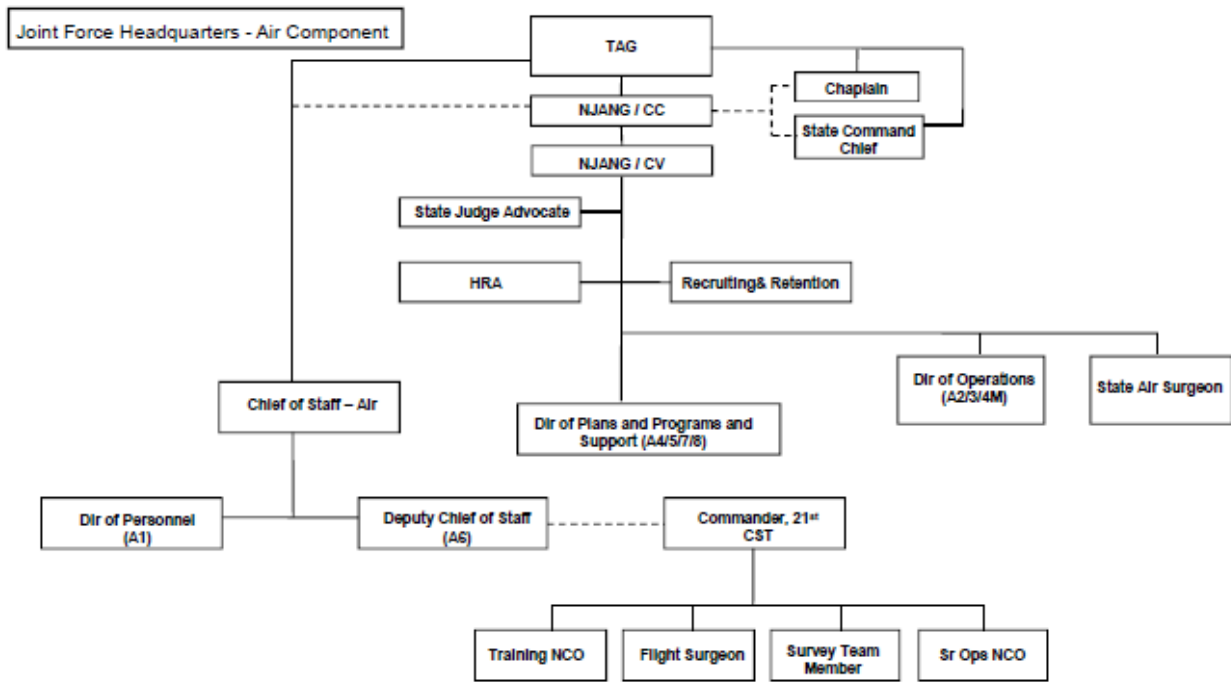 Joint Force Headquarters - Air Component
TAG
Chaplain
NJANG / CC
State Command
Chief
NJANG / CV
State Judge Advocate
HRA
Recruiting& Retention
Dir of Operations
(A2/3/4M)
State Air Surgeon
Chief of Staff – Air
Dir of Plans and Programs and
Support (A4/5/7/8)
Dir of Personnel
(A1)
Deputy Chief of Staff
(A6)
Commander, 21st
CST
Training NCO
Flight Surgeon
Survey Team
Member
Sr Ops NCO